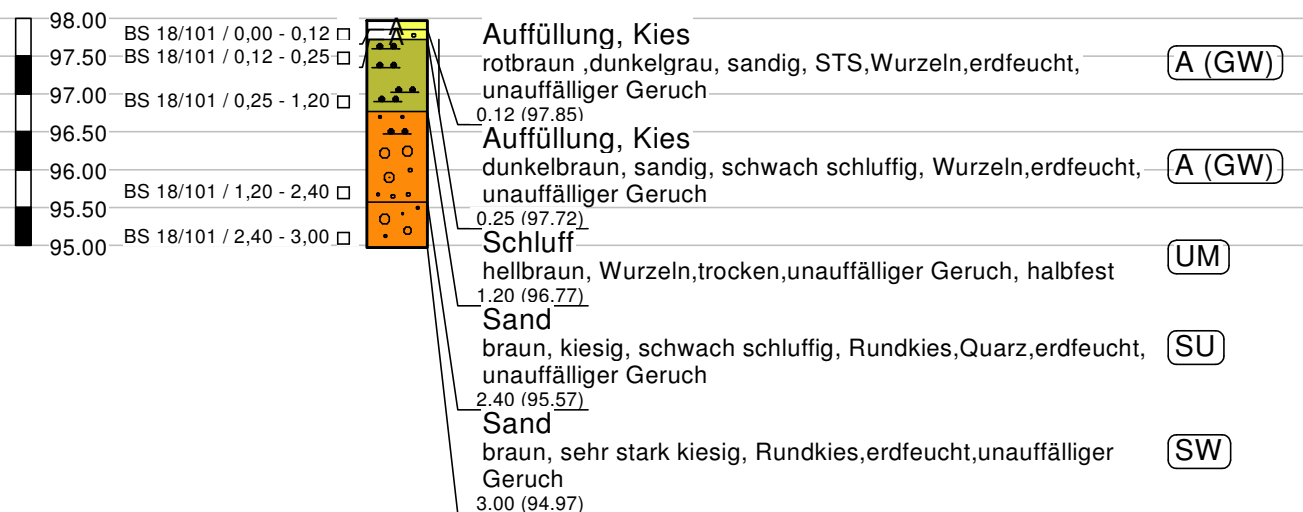 98.00
97.50
97.00
96.50
96.00
95.50
95.00
BS 18/101 / 0,00 - 0,12
BS 18/101 / 0,12 - 0,25
BS 18/101 / 0,25 - 1,20
BS 18/101 / 1,20 - 2,40
BS 18/101 / 2,40 - 3,00
A
A
Auffüllung, Kies
rotbraun ,dunkelgrau, sandig, STS,Wurzeln,erdfeucht,
unauffälliger Geruch
0.12 (97.85)
A (GW)
Auffüllung, Kies
dunkelbraun, sandig, schwach schluffig, Wurzeln,erdfeucht,
unauffälliger Geruch
0.25 (97.72)
A (GW)
Schluff
hellbraun, Wurzeln,trocken,unauffälliger Geruch, halbfest
1.20 (96.77)
UM
Sand
braun, kiesig, schwach schluffig, Rundkies,Quarz,erdfeucht,
unauffälliger Geruch
2.40 (95.57)
SU
Sand
braun, sehr stark kiesig, Rundkies,erdfeucht,unauffälliger
Geruch
3.00 (94.97)
SW